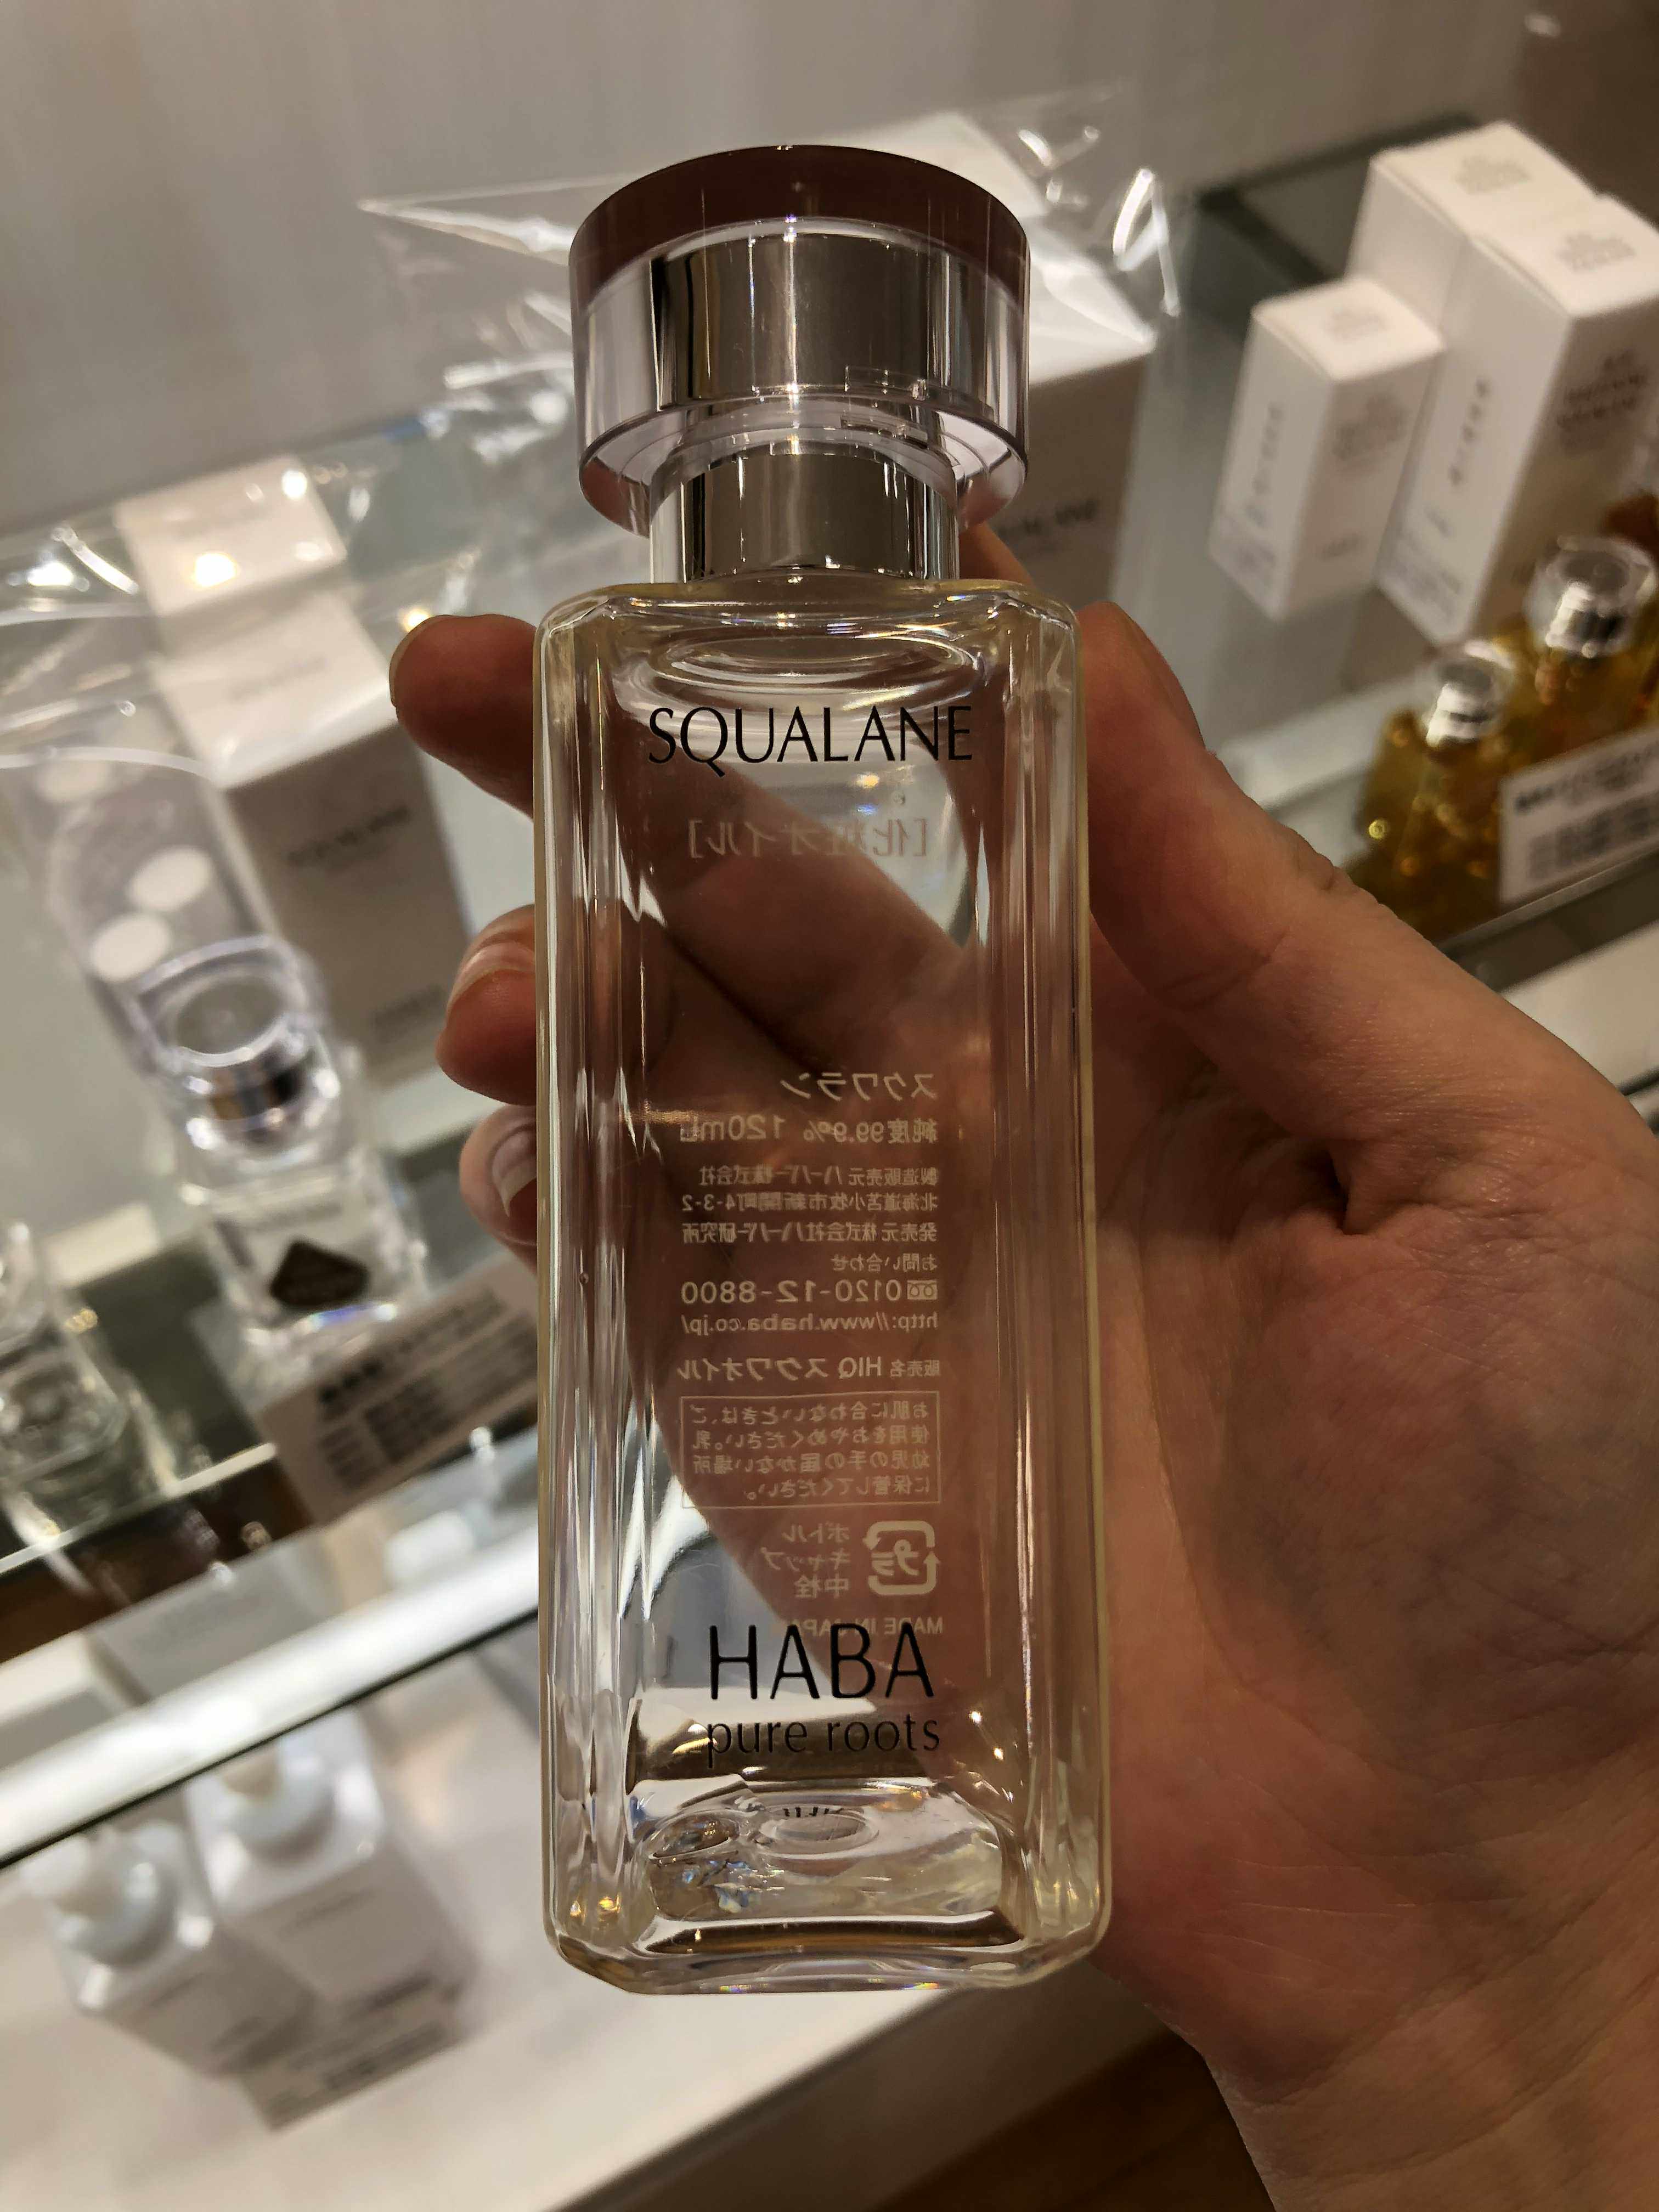 SQUALANE
[化粧オイル]
スクワラン
純度99.9% 120mL
製造販売元 ハーバー株式会社
北海道苫小牧市新開町4-3-2
発売元 株式会社ハーバー研究所
お問い合わせ
0120-12-8800
http://www.haba.co.jp/
販売名 HIQ スクワオイル
お肌に合わないときは、ご
使用をおやめください。乳
幼児の手の届かない場所
に保管してください。
プラ
ボトル
キャップ
中栓
MADE IN JAPAN
HABA
pure roots
SQUALANE